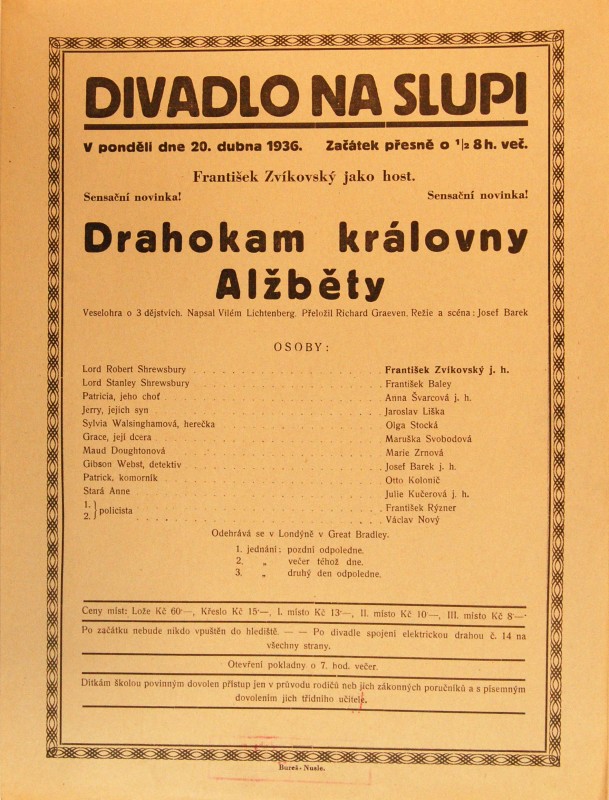 DIVADLO NA SLUPI
V pondělí dne 20. dubna 1936. Začátek přesně o 1/2 8 h. več.
František Zvíkovský jako host.
Sensační novinka! Sensační novinka!
Drahokam královny
Alžběty
Veselohra o 3 dějstvích. Napsal Vilém Lichtenberg. Přeložil Richard Graeven. Režie a scéna: Josef Barek
OSOBY:
Lord Robert Shrewsbury . . . . . . . . . . František Zvíkovský j. h.
Lord Stanley Shrewsbury . . . . . . . . . . František Baley
Patricia, jeho choť . . . . . . . . . . Anna Švarcová j. h.
Jerry, jejich syn . . . . . . . . . . Jaroslav Liška
Sylvia Walsinghamová, herečka . . . . . . . . . . Olga Stocká
Grace, její dcera . . . . . . . . . . Maruška Svobodová
Maud Doughtonová . . . . . . . . . . Marie Zrnová
Gibson Webst, detektiv . . . . . . . . . . Josef Barek j. h.
Patrick, komorník . . . . . . . . . . Otto Kolonič
Stará Anne . . . . . . . . . . Julie Kučerová j. h.
1. } policista . . . . . . . . . . František Rýzner
2. . . . . . . . . . . Václav Nový
Odehrává se v Londýně v Great Bradley.
1. jednání: pozdní odpoledne.
2. „ večer téhož dne.
3. „ druhý den odpoledne.
Ceny míst: Lože Kč 60·—, Křeslo Kč 15·—, I. místo Kč 13·—, II. místo Kč 10·—, III. místo Kč 8·—
Po začátku nebude nikdo vpuštěn do hlediště. — — Po divadle spojení elektrickou drahou č. 14 na
všechny strany.
Otevření pokladny o 7. hod. večer.
Dítkám školou povinným dovolen přístup jen v průvodu rodičů neb jich zákonných poručníků a s písemným
dovolením jich třídního učitele.
Bureš - Nusle.